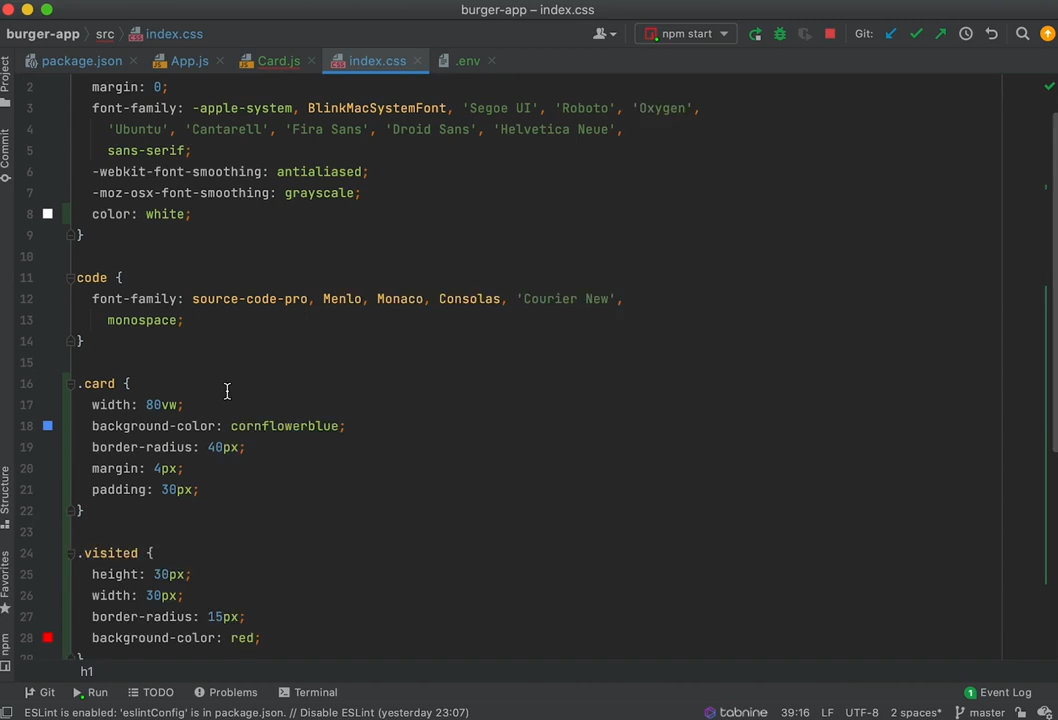 burger-app – index.css
burger-app src index.css npm start Git:
package.json App.js Card.js index.css .env
Project
Commit
Structure
Favorites
npm
2 margin: 0;
3 font-family: -apple-system, BlinkMacSystemFont, 'Segoe UI', 'Roboto', 'Oxygen',
4 'Ubuntu', 'Cantarell', 'Fira Sans', 'Droid Sans', 'Helvetica Neue',
5 sans-serif;
6 -webkit-font-smoothing: antialiased;
7 -moz-osx-font-smoothing: grayscale;
8 color: white;
9 }
10
11 code {
12 font-family: source-code-pro, Menlo, Monaco, Consolas, 'Courier New',
13 monospace;
14 }
15
16 .card {
17 width: 80vw;
18 background-color: cornflowerblue;
19 border-radius: 40px;
20 margin: 4px;
21 padding: 30px;
22 }
23
24 .visited {
25 height: 30px;
26 width: 30px;
27 border-radius: 15px;
28 background-color: red;
29 }
h1
Git Run TODO Problems Terminal 1 Event Log
ESLint is enabled: 'eslintConfig' is in package.json. // Disable ESLint (yesterday 23:07) tabnine 39:16 LF UTF-8 2 spaces* master